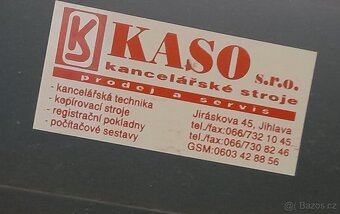 KASO s.r.o.
kancelářské stroje
prodej a servis
- kancelářská technika
- kopírovací stroje
- registrační pokladny
- počítačové sestavy
Jiráskova 45, Jihlava
tel./fax:066/732 10 45
tel./fax:066/730 82 46
GSM:0603 42 88 56
Bazos.cz